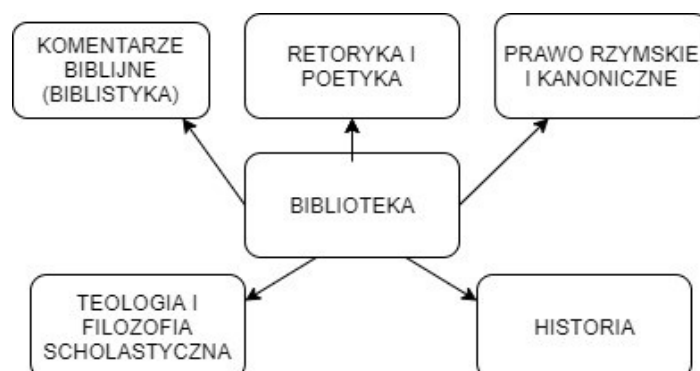 KOMENTARZE
BIBLIJNE
(BIBLISTYKA)
RETORYKA I
POETYKA
PRAWO RZYMSKIE
I KANONICZNE
BIBLIOTEKA
TEOLOGIA I
FILOZOFIA
SCHOLASTYCZNA
HISTORIA